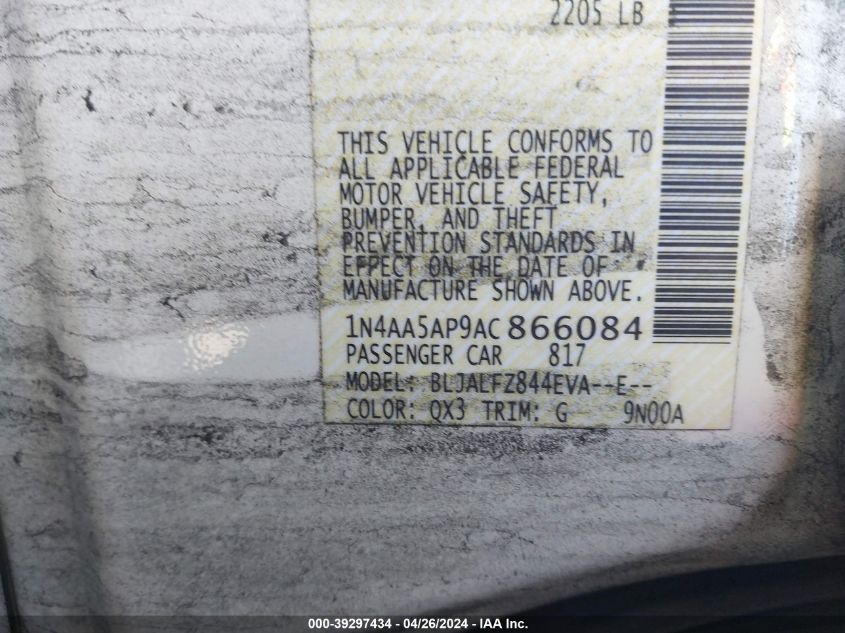 2205 LB
THIS VEHICLE CONFORMS TO
ALL APPLICABLE FEDERAL
MOTOR VEHICLE SAFETY,
BUMPER, AND THEFT
PREVENTION STANDARDS IN
EFFECT ON THE DATE OF
MANUFACTURE SHOWN ABOVE.
1N4AA5AP9AC866084
PASSENGER CAR 817
MODEL: BLJALFZ844EVA--E--
COLOR: QX3 TRIM: G 9N00A
000-39297434 - 04/26/2024 - IAA Inc.